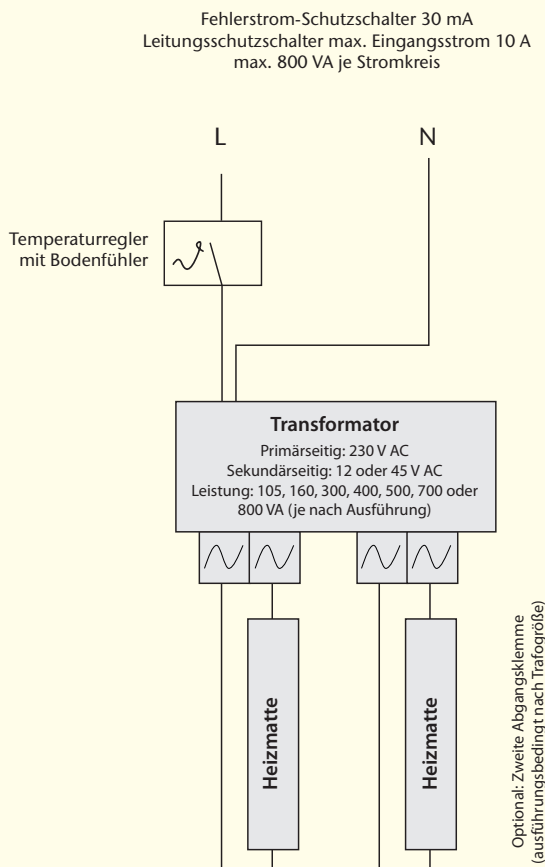 Fehlerstrom-Schutzschalter 30 mA
Leitungsschutzschalter max. Eingangsstrom 10 A
max. 800 VA je Stromkreis
L
N
Temperaturregler
mit Bodenfühler
Transformator
Primärseitig: 230 V AC
Sekundärseitig: 12 oder 45 V AC
Leistung: 105, 160, 300, 400, 500, 700 oder
800 VA (je nach Ausführung)
Heizmatte
Heizmatte
Optional: Zweite Abgangsklemme
(ausführungsbedingt nach Trafogröße)